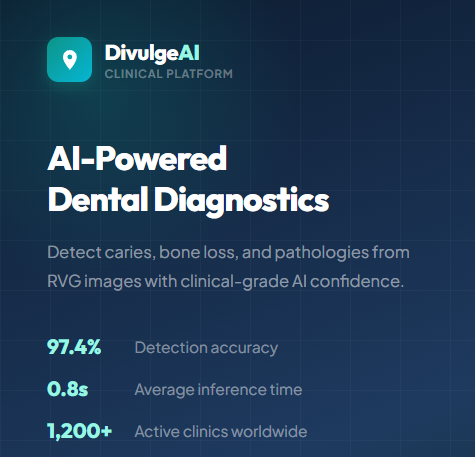 DivulgeAI
CLINICAL PLATFORM
AI-Powered
Dental Diagnostics
Detect caries, bone loss, and pathologies from
RVG images with clinical-grade AI confidence.
97.4% Detection accuracy
0.8s Average inference time
1,200+ Active clinics worldwide